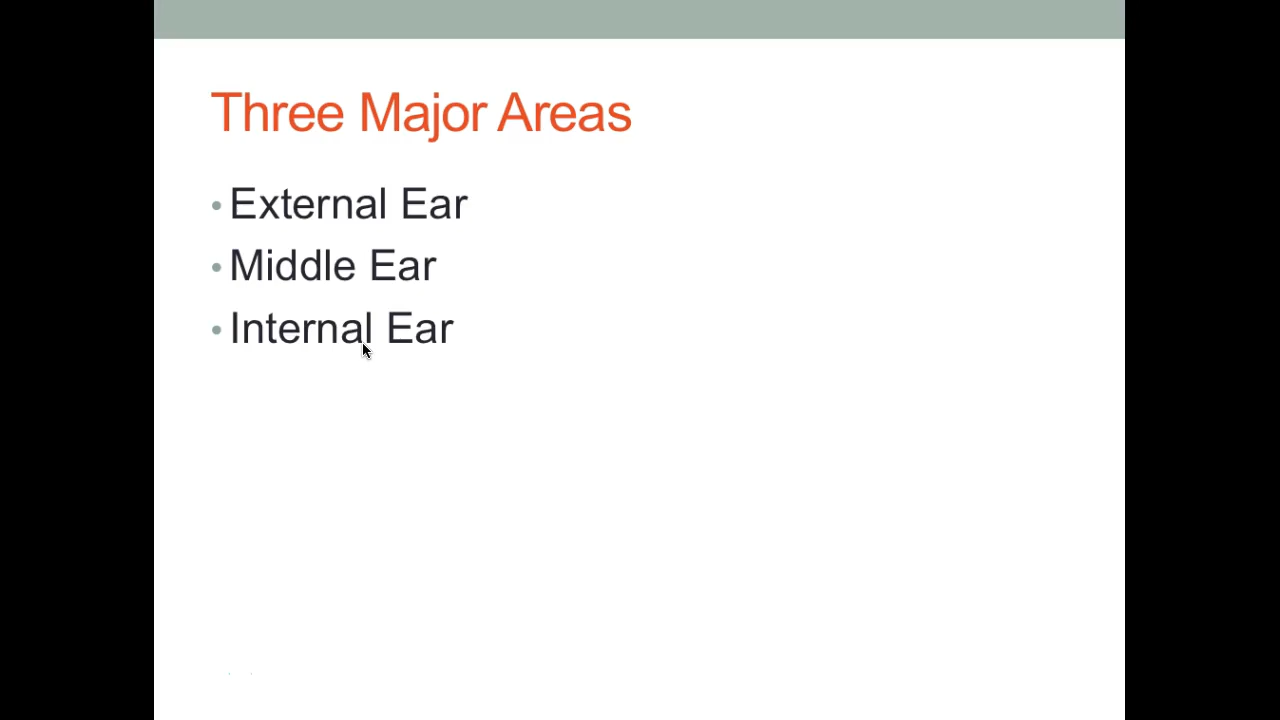 Three Major Areas
• External Ear
• Middle Ear
• Internal Ear